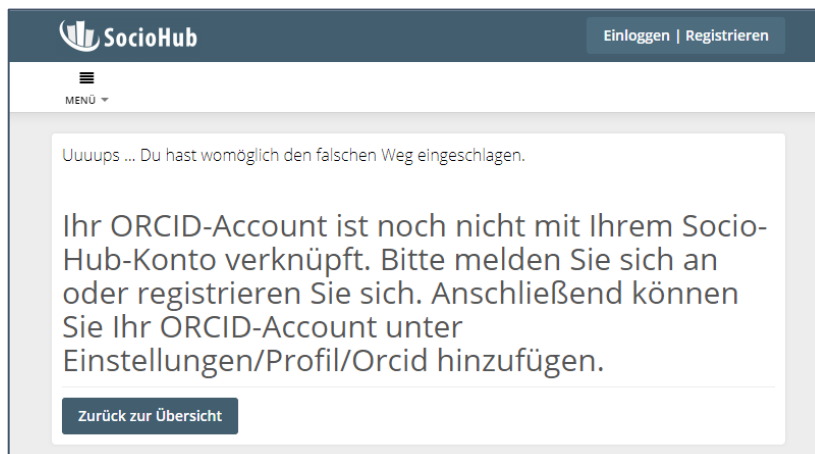 SocioHub
Einloggen | Registrieren
MENÜ
Uuuups ... Du hast womöglich den falschen Weg eingeschlagen.
Ihr ORCID-Account ist noch nicht mit Ihrem Socio-
Hub-Konto verknüpft. Bitte melden Sie sich an
oder registrieren Sie sich. Anschließend können
Sie Ihr ORCID-Account unter
Einstellungen/Profil/Orcid hinzufügen.
Zurück zur Übersicht